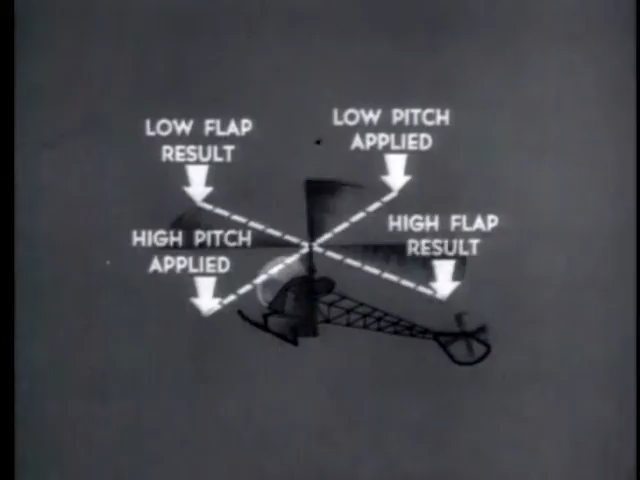 LOW FLAP
RESULT
LOW PITCH
APPLIED
HIGH PITCH
APPLIED
HIGH FLAP
RESULT